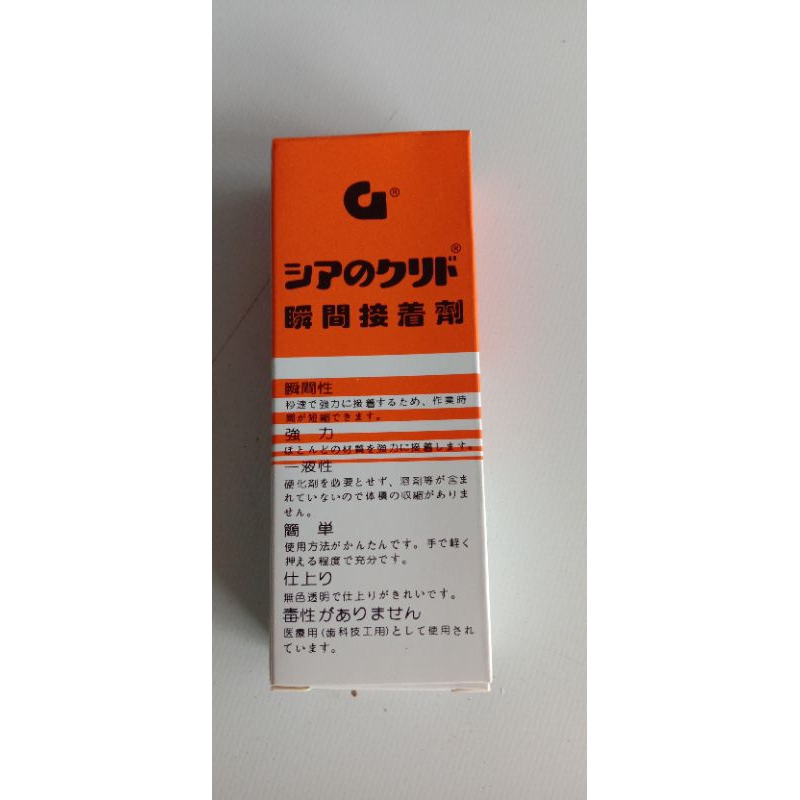 G®
シアのクリド®
瞬間接着剤
瞬間性
秒速で強力に接着するため、作業時
間が短縮できます。
強 力
ほとんどの材質を強力に接着します。
一液性
硬化剤を必要とせず、溶剤等が含ま
れていないので体積の収縮がありま
せん。
簡 単
使用方法がかんたんです。手で軽く
押える程度で充分です。
仕上り
無色透明で仕上りがきれいです。
毒性がありません
医療用(歯科技工用)として使用され
ています。